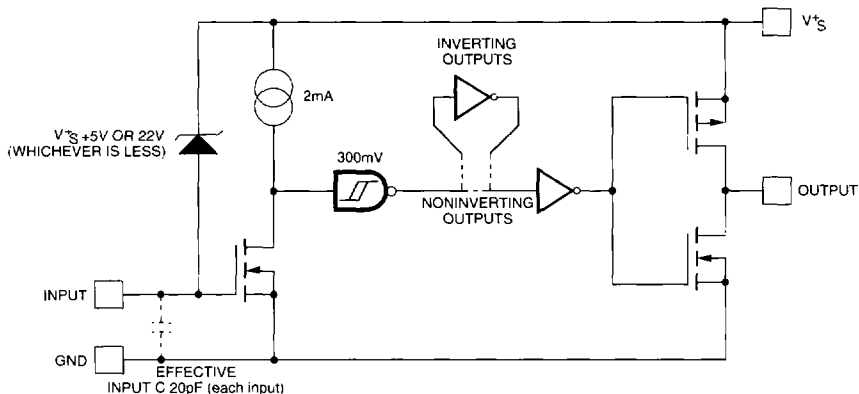 V+S
INVERTING
OUTPUTS
2mA
V+S +5V OR 22V
(WHICHEVER IS LESS)
300mV
NONINVERTING
OUTPUTS
OUTPUT
INPUT
GND
EFFECTIVE
INPUT C 20pF (each input)